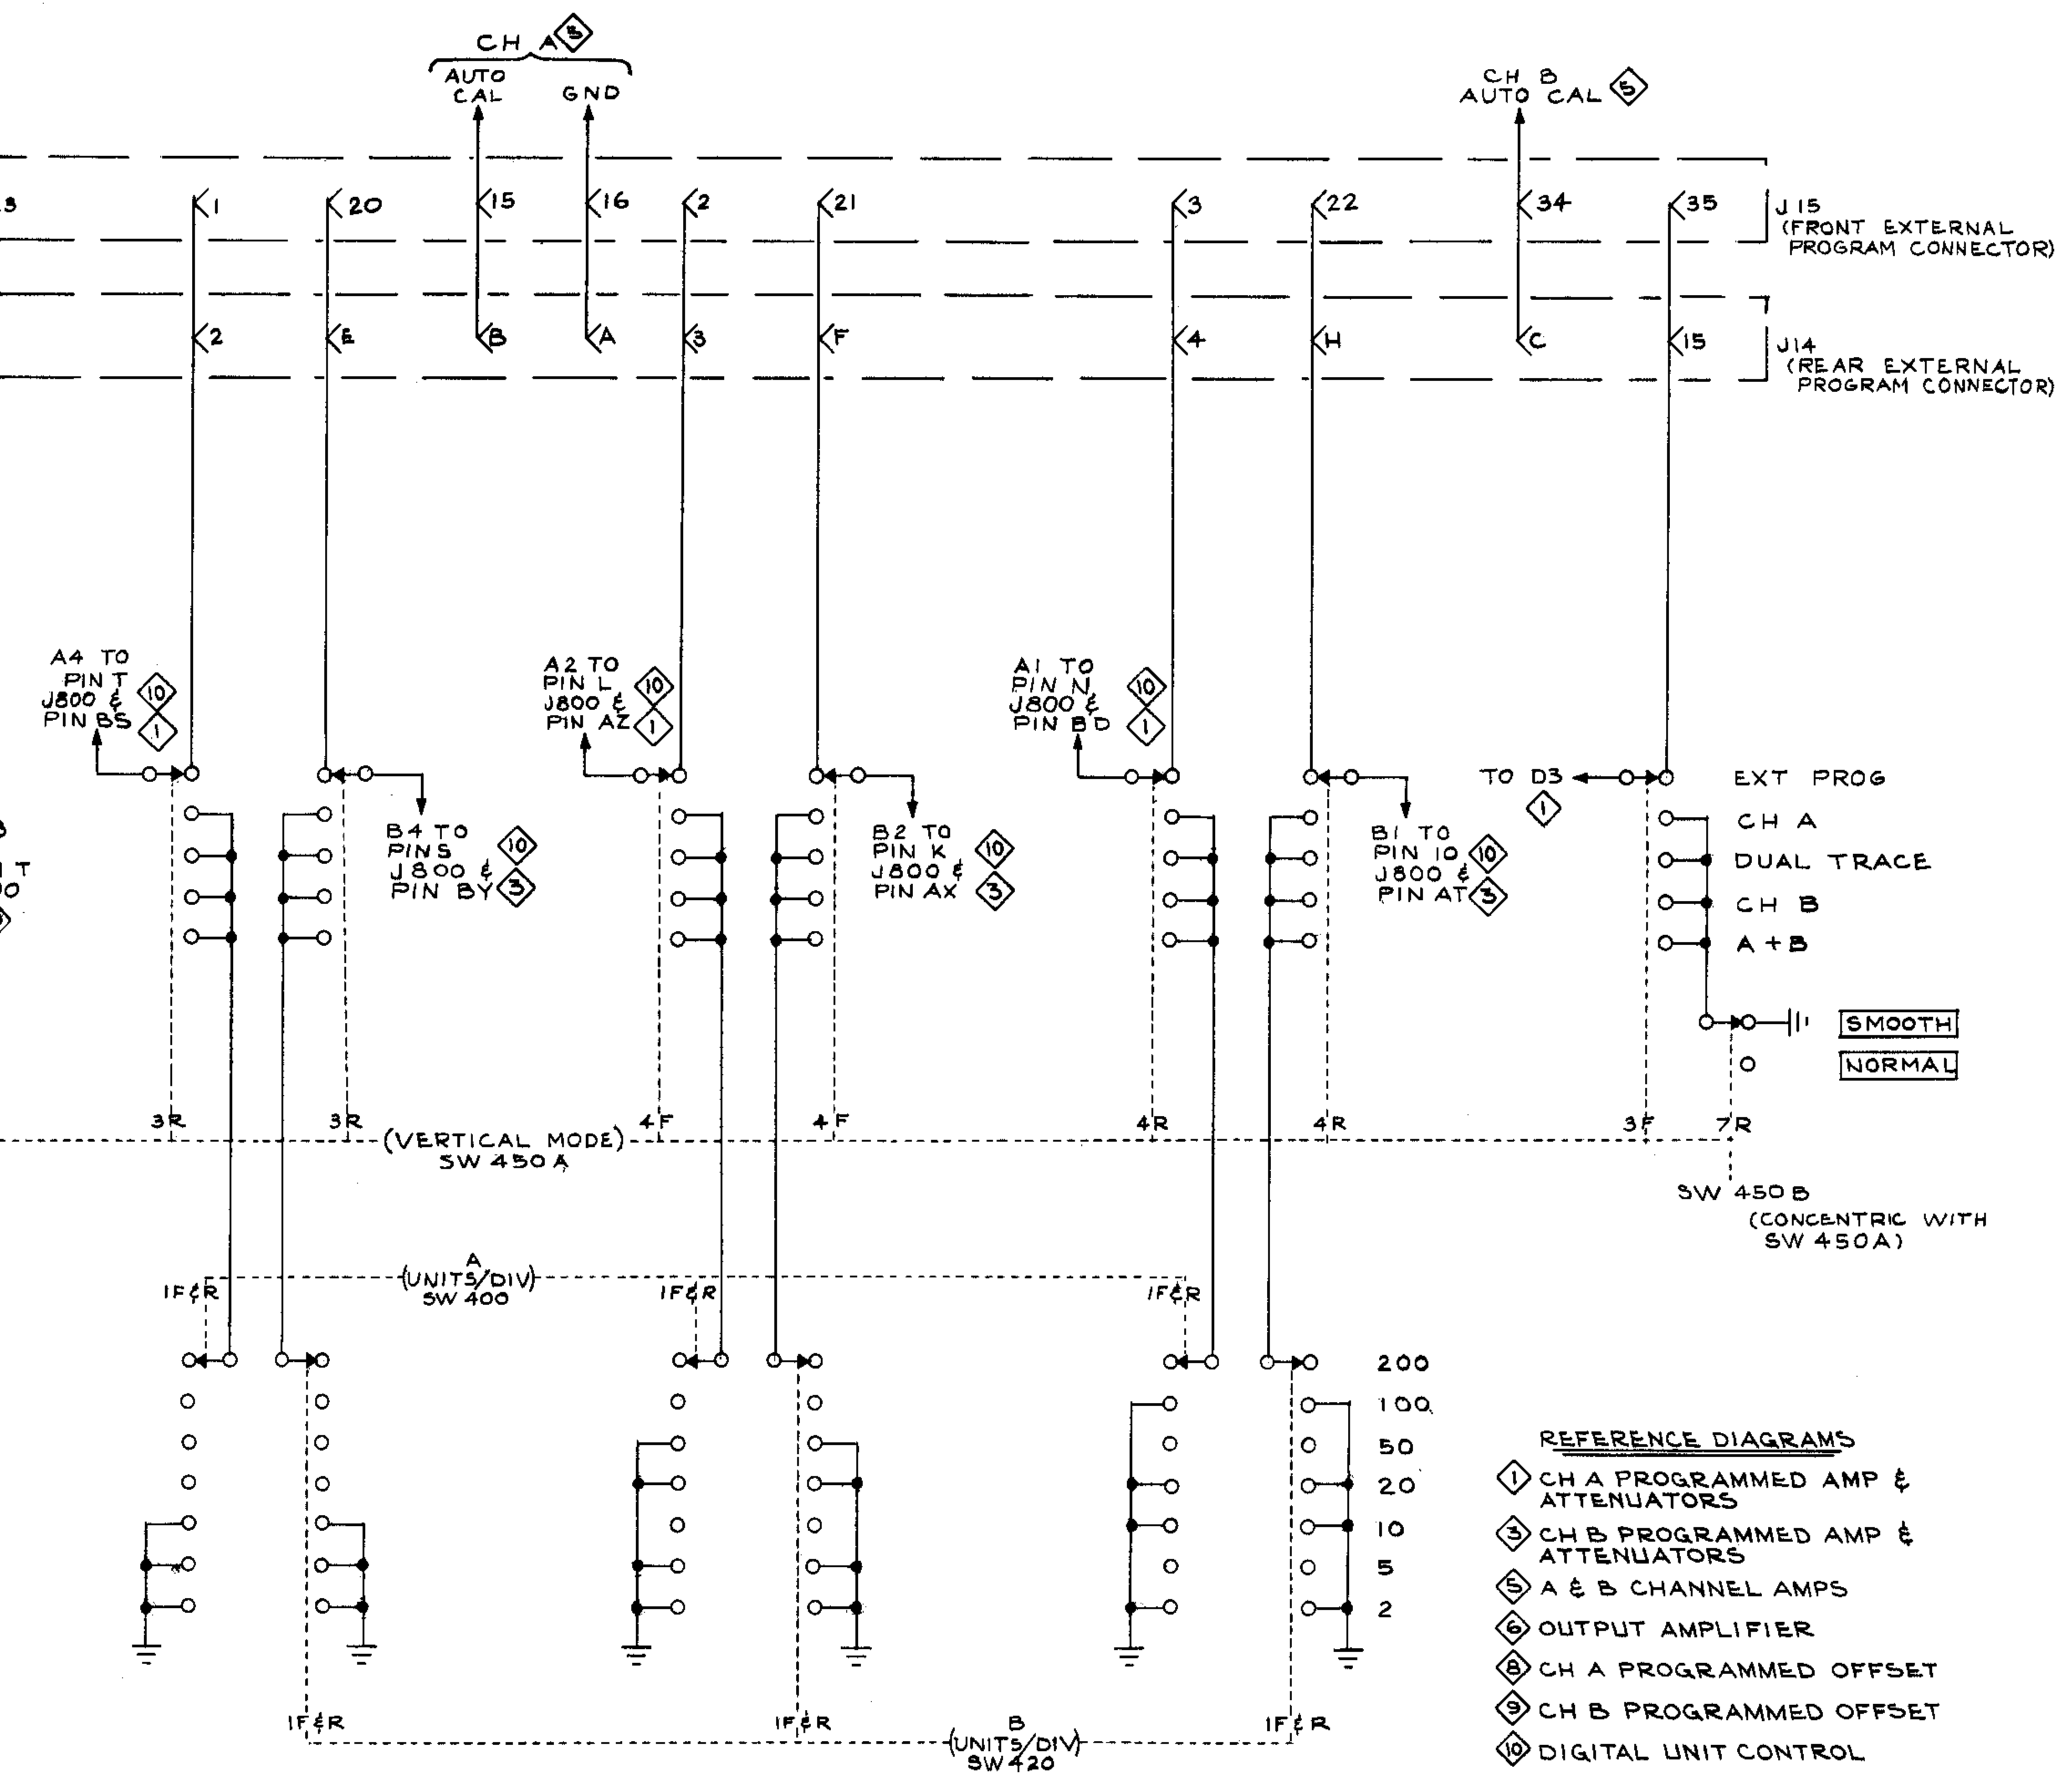 CH A 3
AUTO
CAL
GND
CH B
AUTO CAL 5
1
20
15
16
2
21
3
22
34
35
J15
(FRONT EXTERNAL
PROGRAM CONNECTOR)
2
E
B
A
3
F
4
H
C
15
J14
(REAR EXTERNAL
PROGRAM CONNECTOR)
A4 TO
PIN T
J800 &
PIN BS
10
1
A2 TO
PIN L
J800 &
PIN AZ
10
1
A1 TO
PIN N
J800 &
PIN BD
10
1
B4 TO
PIN S
J800 &
PIN BY
10
3
B2 TO
PIN K
J800 &
PIN AX
10
3
B1 TO
PIN 10
J800 &
PIN AT
10
3
TO D3
1
EXT PROG
CH A
DUAL TRACE
CH B
A + B
SMOOTH
NORMAL
3R
3R
(VERTICAL MODE)
SW 450A
4F
4F
4R
4R
3F
7R
SW 450B
(CONCENTRIC WITH
SW 450A)
A
(UNITS/DIV)
SW 400
1F&R
1F&R
1F&R
200
100
50
20
10
5
2
1F&R
1F&R
B
(UNITS/DIV)
SW420
1F&R
REFERENCE DIAGRAMS
1 CH A PROGRAMMED AMP &
ATTENUATORS
3 CH B PROGRAMMED AMP &
ATTENUATORS
5 A & B CHANNEL AMPS
6 OUTPUT AMPLIFIER
8 CH A PROGRAMMED OFFSET
9 CH B PROGRAMMED OFFSET
10 DIGITAL UNIT CONTROL